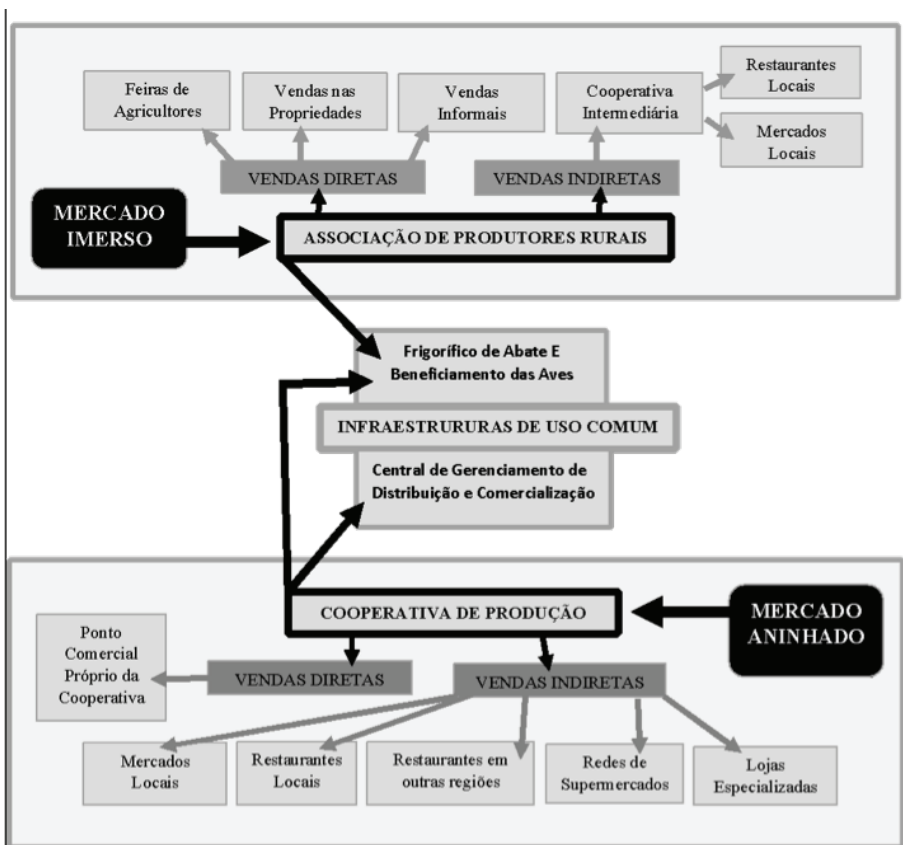 Feiras de
Agricultores
Vendas nas
Propriedades
Vendas
Informais
Cooperativa
Intermediária
Restaurantes
Locais
Mercados
Locais
VENDAS DIRETAS
VENDAS INDIRETAS
MERCADO
IMERSO
ASSOCIAÇÃO DE PRODUTORES RURAIS
Frigorífico de Abate E
Beneficiamento das Aves
INFRAESTRURURAS DE USO COMUM
Central de Gerenciamento de
Distribuição e Comercialização
COOPERATIVA DE PRODUÇÃO
MERCADO
ANINHADO
Ponto
Comercial
Próprio da
Cooperativa
VENDAS DIRETAS
VENDAS INDIRETAS
Mercados
Locais
Restaurantes
Locais
Restaurantes em
outras regiões
Redes de
Supermercados
Lojas
Especializadas